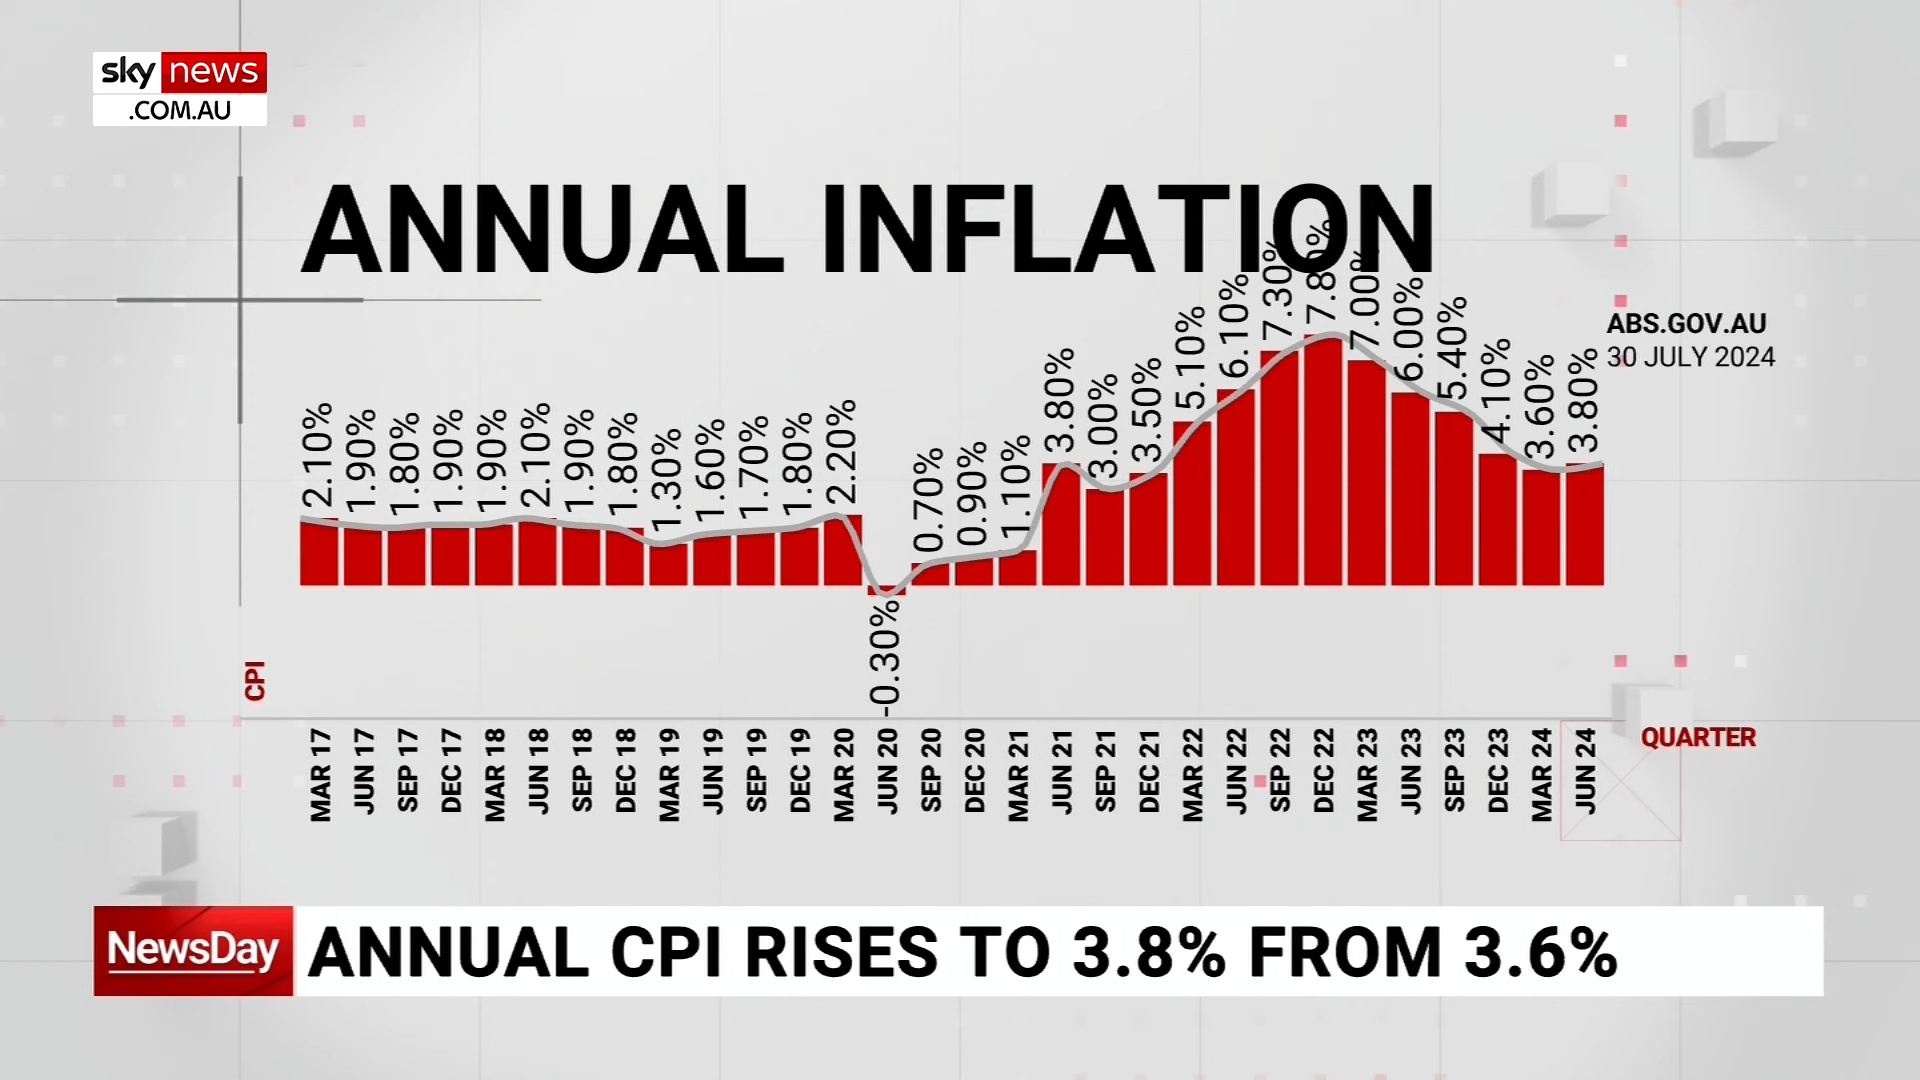 sky news
.COM.AU
ANNUAL INFLATION
ABS.GOV.AU
30 JULY 2024
2.10%
1.90%
1.80%
1.90%
1.90%
2.10%
1.90%
1.80%
1.30%
1.60%
1.70%
1.80%
2.20%
-0.30%
0.70%
0.90%
1.10%
3.80%
3.00%
3.50%
5.10%
6.10%
7.30%
7.80%
7.00%
6.00%
5.40%
4.10%
3.60%
3.80%
CPI
MAR 17
JUN 17
SEP 17
DEC 17
MAR 18
JUN 18
SEP 18
DEC 18
MAR 19
JUN 19
SEP 19
DEC 19
MAR 20
JUN 20
SEP 20
DEC 20
MAR 21
JUN 21
SEP 21
DEC 21
MAR 22
JUN 22
SEP 22
DEC 22
MAR 23
JUN 23
SEP 23
DEC 23
MAR 24
JUN 24
QUARTER
NewsDay
ANNUAL CPI RISES TO 3.8% FROM 3.6%